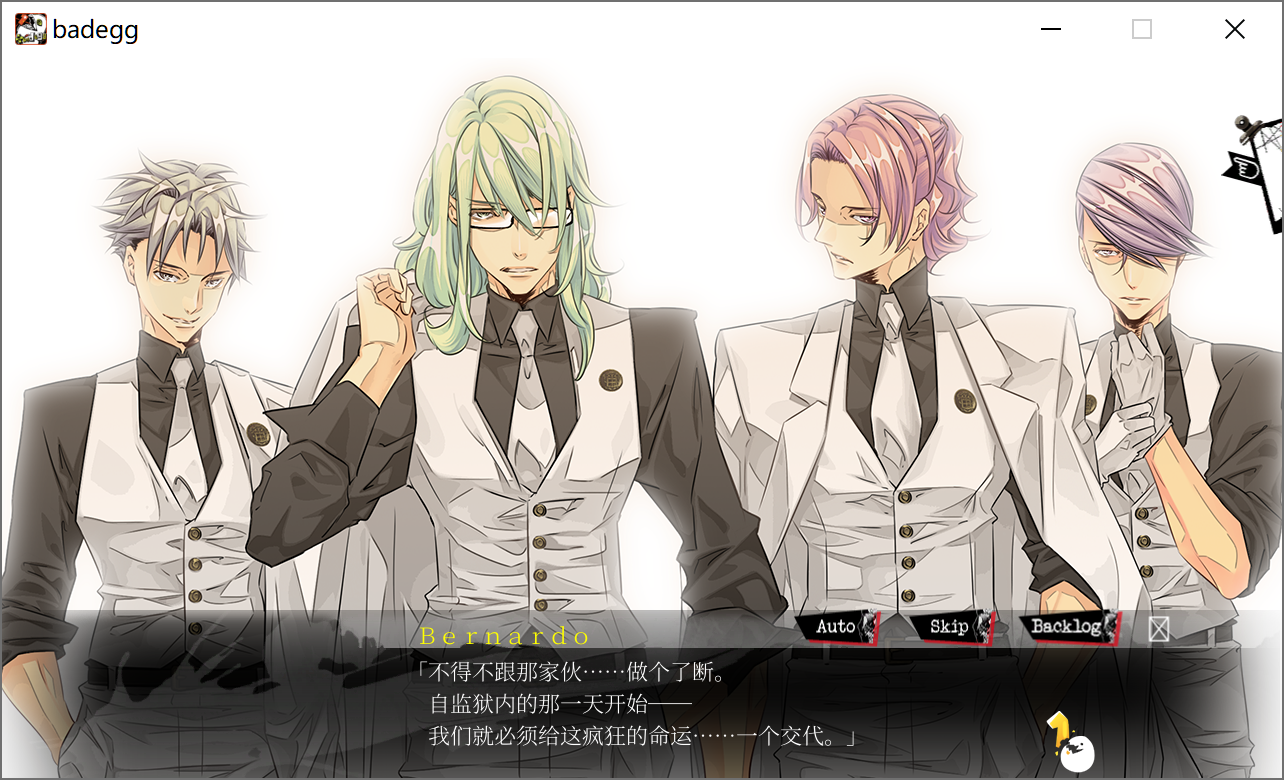 badegg
Auto
Skip
Backlog
Bernardo
「不得不跟那家伙……做个了断。
自监狱内的那一天开始——
我们就必须给这疯狂的命运……一个交代。」